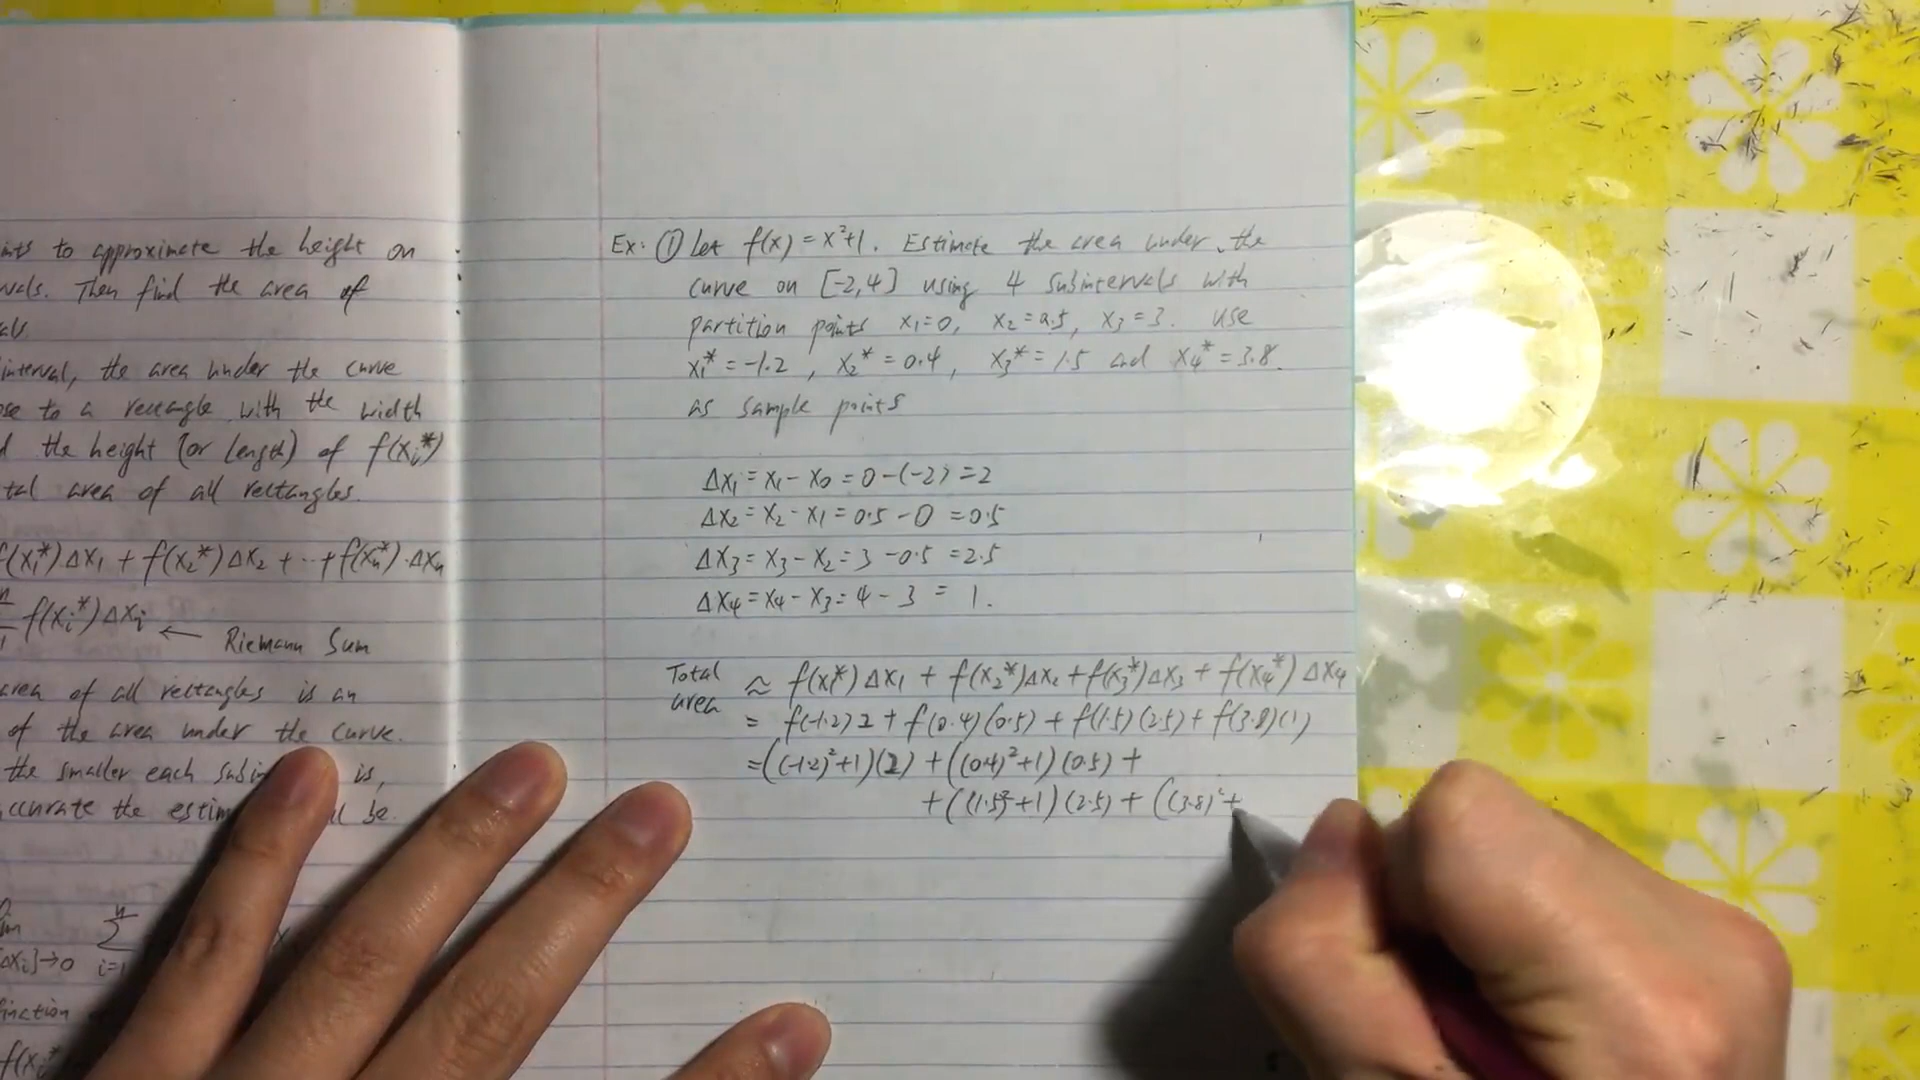 to approximate the height on
Then find the area of
interval, the area under the curve
to a rectangle with the width
the height (or length) of f(xᵢ*)
area of all rectangles.
f(x₁*)Δx₁ + f(x₂*)Δx₂ + ... + f(xₙ*)·Δxₙ
f(xᵢ*)Δxᵢ ← Riemann Sum
area of all rectangles is an
of the area under the curve.
the smaller each is,
the be.
n
Σ
i=1
Δxᵢ]→0
f(xᵢ*
Ex: ① Let f(x) = x²+1. Estimate the area under the
curve on [-2,4] using 4 subintervals with
partition points x₁=0, x₂=0.5, x₃=3. Use
x₁* = -1.2, x₂* = 0.4, x₃* = 1.5 and x₄* = 3.8.
as sample points
Δx₁ = x₁ - x₀ = 0 - (-2) = 2
Δx₂ = x₂ - x₁ = 0.5 - 0 = 0.5
Δx₃ = x₃ - x₂ = 3 - 0.5 = 2.5
Δx₄ = x₄ - x₃ = 4 - 3 = 1.
Total
area ≈ f(x₁*)Δx₁ + f(x₂*)Δx₂ + f(x₃*)Δx₃ + f(x₄*)Δx₄
= f(-1.2)2 + f(0.4)(0.5) + f(1.5)(2.5) + f(3.8)(1)
= ((-1.2)²+1)(2) + ((0.4)²+1)(0.5) +
+ ((1.5)²+1)(2.5) + ((3.8)²+